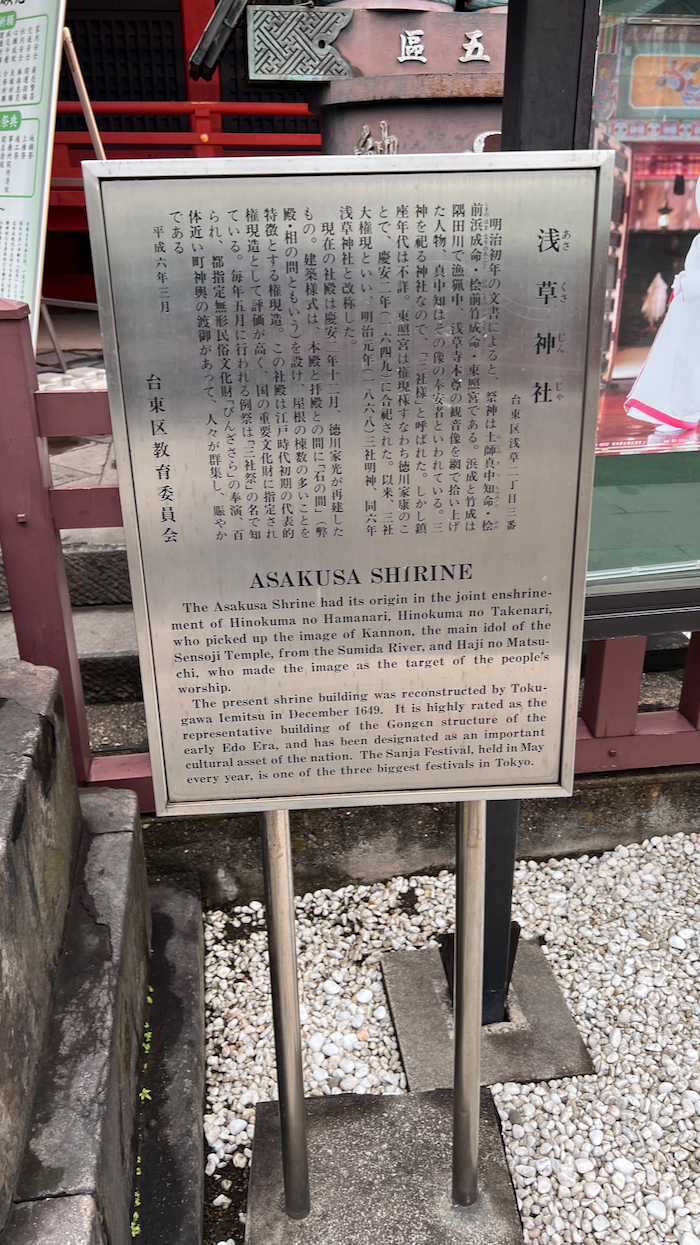 五區
あさ くさ じん じゃ
浅草神社
台東区浅草二丁目三番
明治初年の文書によると、祭神は土師真中知命・桧
前浜成命・桧前竹成命・東照宮である。浜成と竹成は
隅田川で漁猟中、浅草寺本尊の観音像を網で拾い上げ
た人物、真中知はその像の奉安者といわれている。三
神を祀る神社なので、「三社様」と呼ばれた。しかし鎮
座年代は不詳。東照宮は権現様すなわち徳川家康のこ
とで、慶安二年(一六四九)に合祀された。以来、三社
大権現といい、明治元年(一八六八)三社明神、同六年
浅草神社と改称した。
現在の社殿は慶安二年十二月、徳川家光が再建した
もの。建築様式は、本殿と拝殿との間に「石の間」(幣
殿・相の間ともいう)を設け、屋根の棟数の多いことを
特徴とする権現造。この社殿は江戸時代初期の代表的
権現造として評価が高く、国の重要文化財に指定され
ている。毎年五月に行われる例祭は「三社祭」の名で知
られ、都指定無形民俗文化財「びんざさら」の奏演、百
体近い町神輿の渡御があって、人々が群集し、賑やか
である
平成六年三月
台東区教育委員会
ASAKUSA SHRINE
The Asakusa Shrine had its origin in the joint enshrine-
ment of Hinokuma no Hamanari, Hinokuma no Takenari,
who picked up the image of Kannon, the main idol of the
Sensoji Temple, from the Sumida River, and Haji no Matsu-
chi, who made the image as the target of the people's
worship.
The present shrine building was reconstructed by Toku-
gawa Iemitsu in December 1649. It is highly rated as the
representative building of the Gongen structure of the
early Edo Era, and has been designated as an important
cultural asset of the nation. The Sanja Festival, held in May
every year, is one of the three biggest festivals in Tokyo.